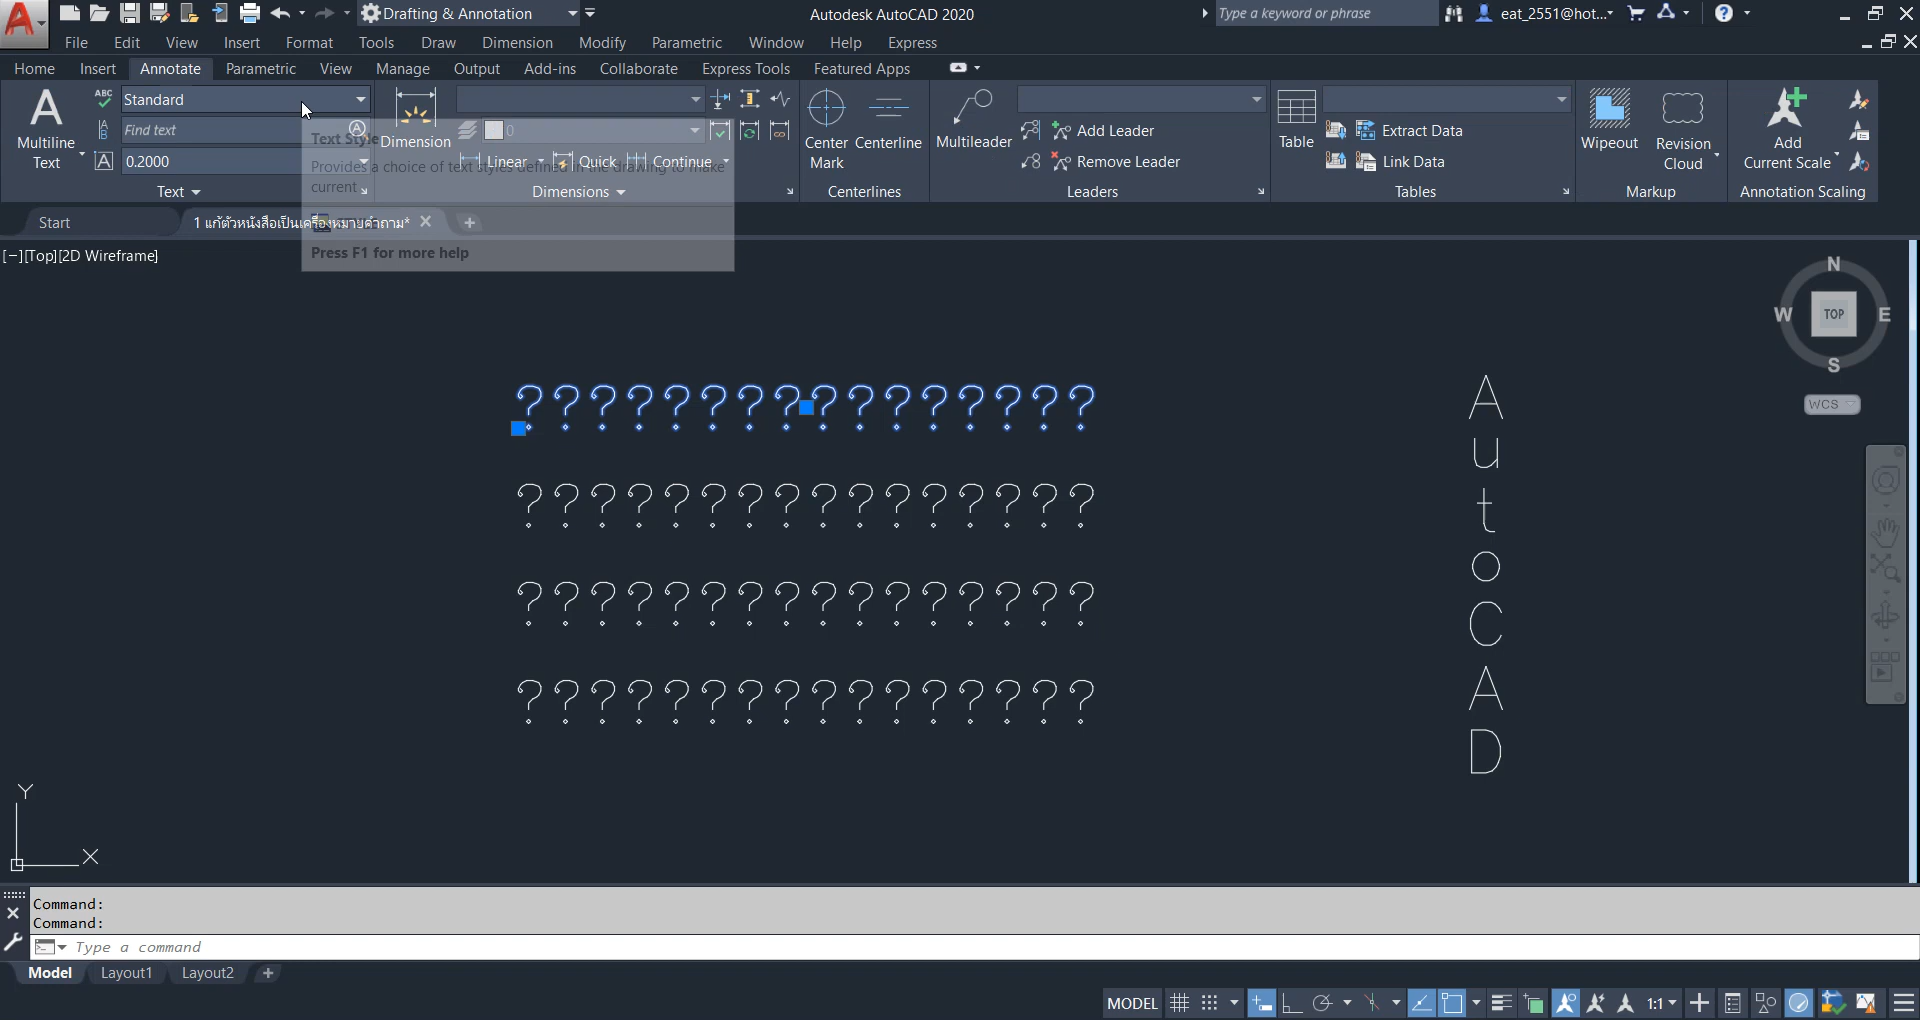 Drafting & Annotation
Autodesk AutoCAD 2020
Type a keyword or phrase
eat_2551@hot...
File Edit View Insert Format Tools Draw Dimension Modify Parametric Window Help Express
Home Insert Annotate Parametric View Manage Output Add-ins Collaborate Express Tools Featured Apps
Multiline Text
ABC
Standard
Find text
0.2000
Text
Text Style
Provides a choice of text styles defined in the drawing to make
current
Press F1 for more help
Dimension
0
Linear Quick Continue
Dimensions
Center Mark
Centerline
Centerlines
Multileader
Add Leader
Remove Leader
Leaders
Table
Extract Data
Link Data
Tables
Wipeout
Revision Cloud
Markup
Add Current Scale
Annotation Scaling
Start
1 แก้ตัวหนังสือเป็นเครื่องหมายคำถาม*
[−][Top][2D Wireframe]
N
W TOP E
S
WCS
????????????????
????????????????
????????????????
????????????????
A
u
t
o
C
A
D
Y
X
Command:
Command:
Type a command
Model Layout1 Layout2
MODEL
1:1